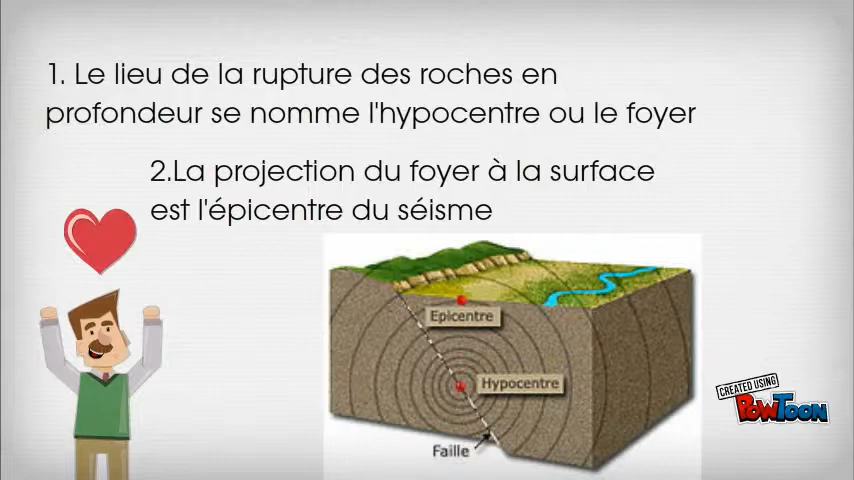 1. Le lieu de la rupture des roches en
profondeur se nomme l'hypocentre ou le foyer
2.La projection du foyer à la surface
est l'épicentre du séisme
Epicentre
Hypocentre
Faille
CREATED USING
POWTOON